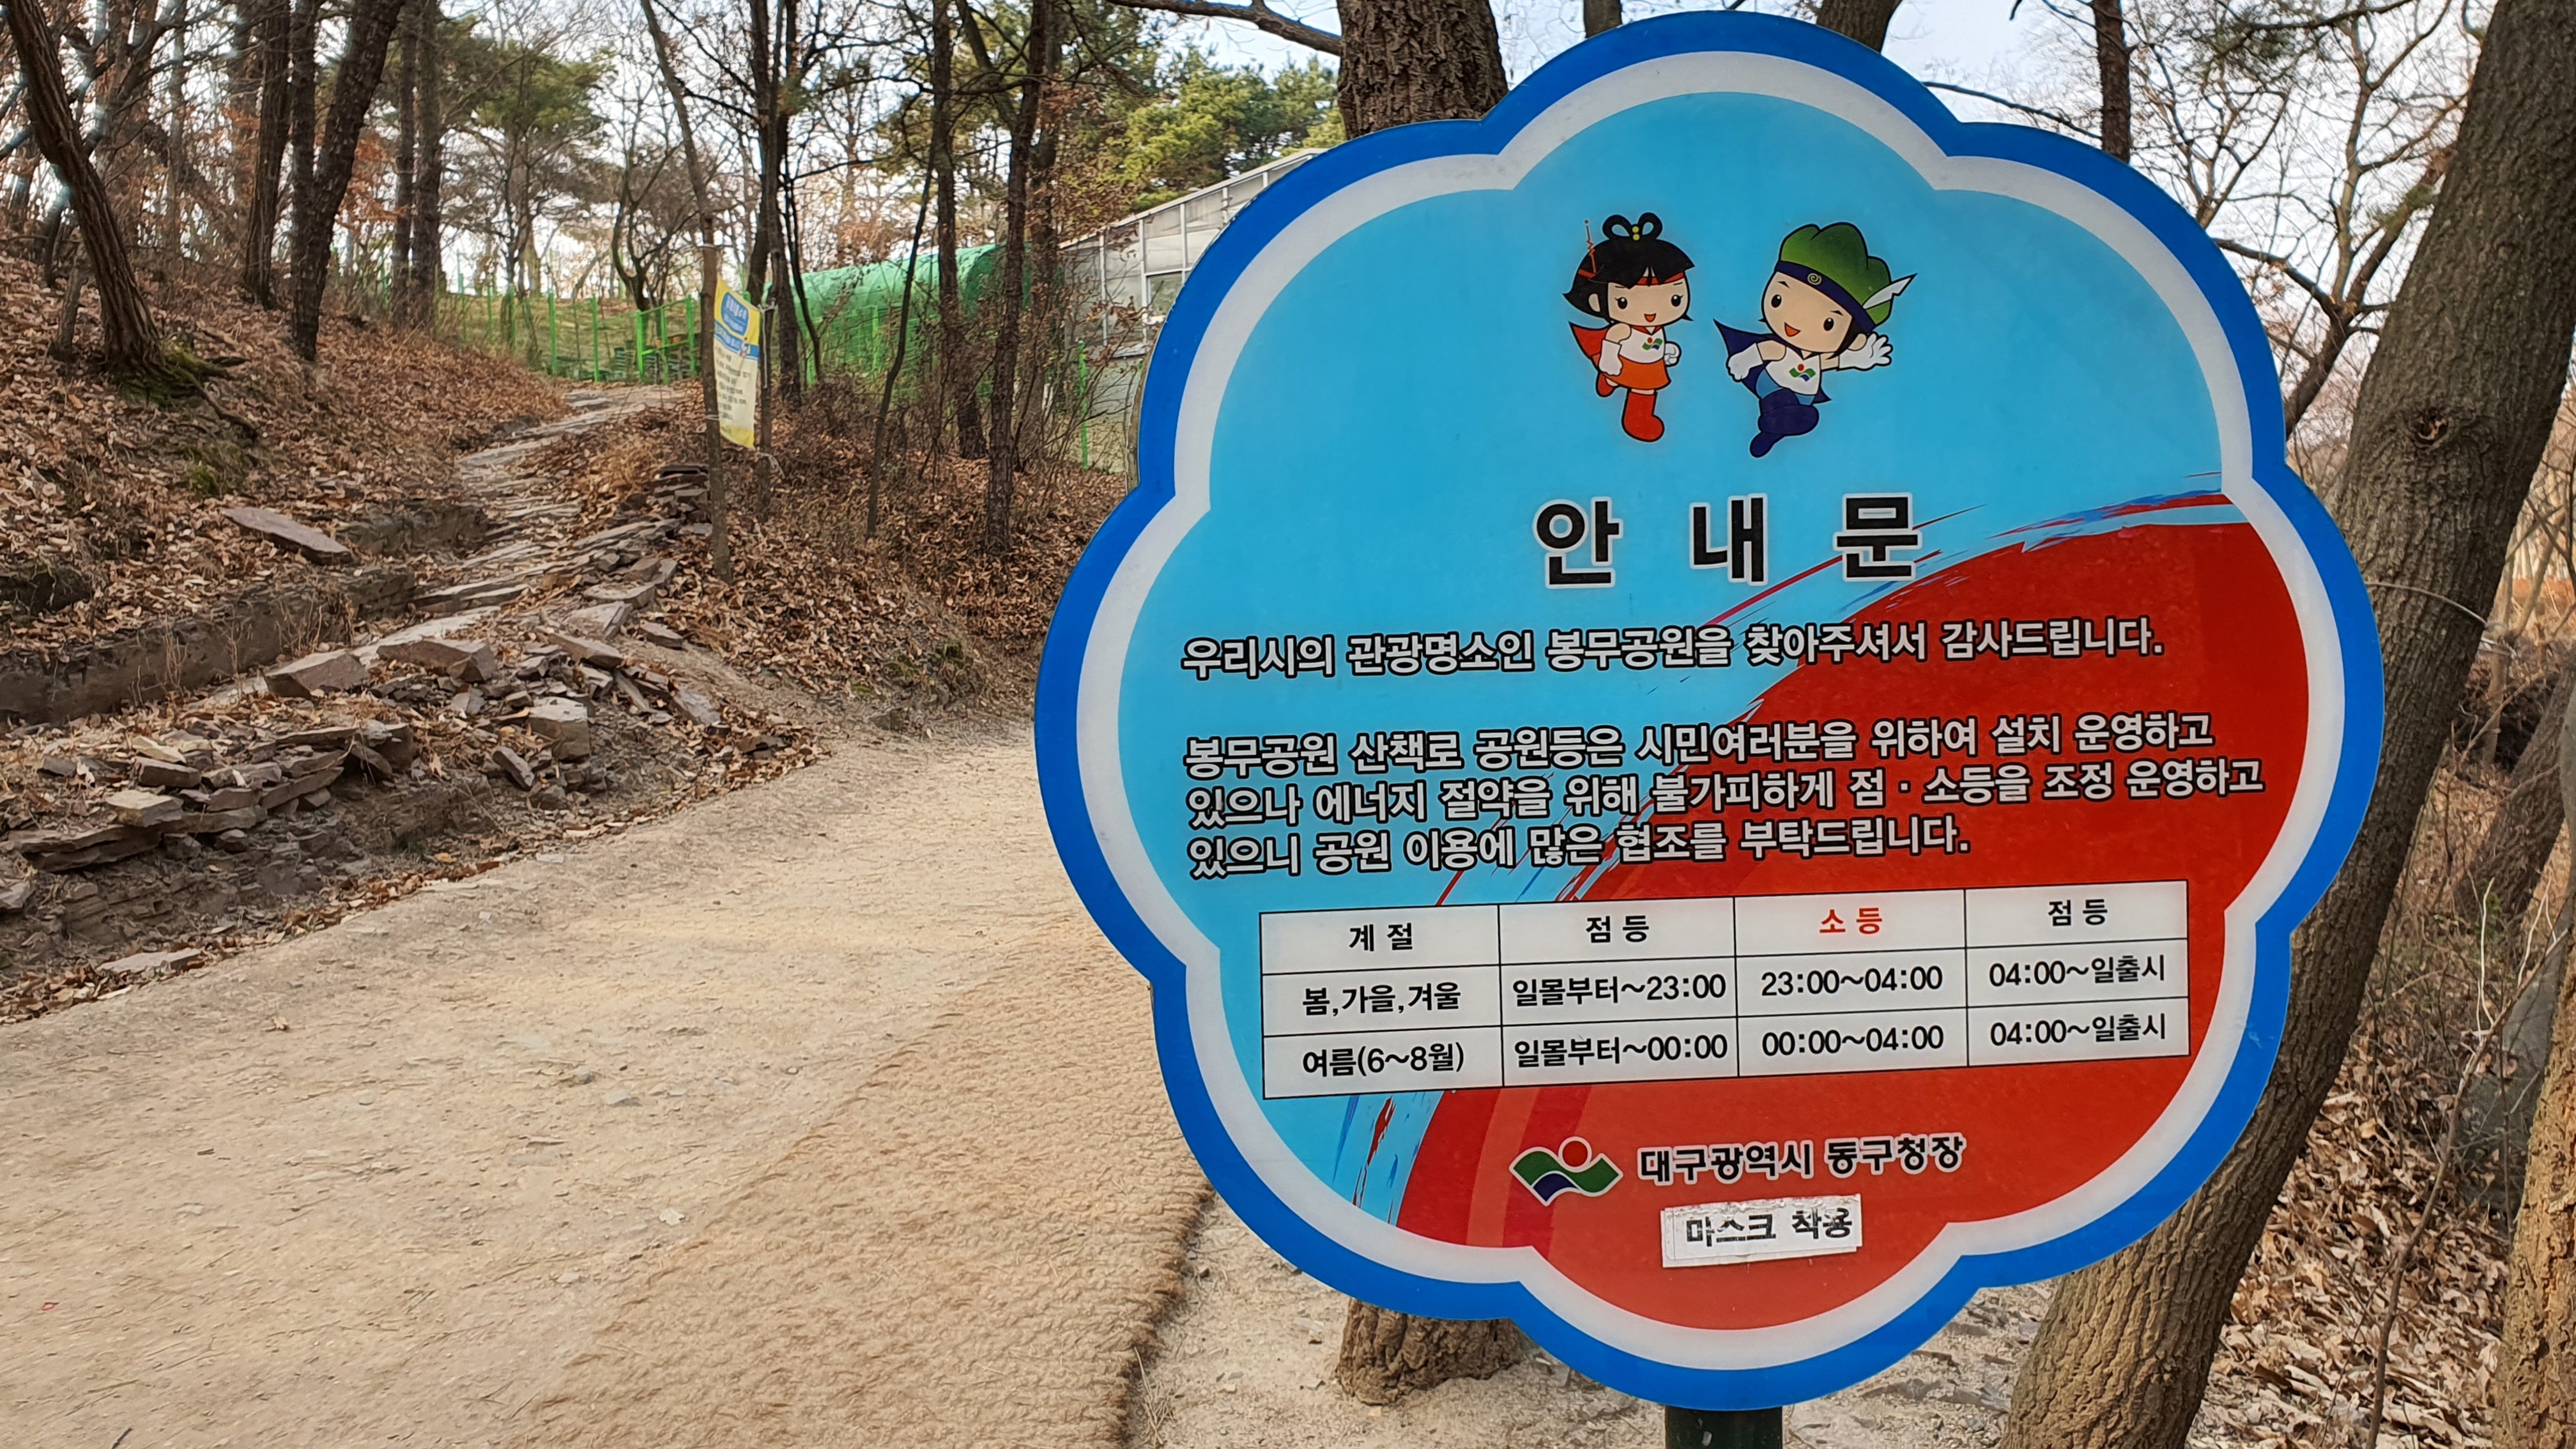 안 내 문
우리시의 관광명소인 봉무공원을 찾아주셔서 감사드립니다.
봉무공원 산책로 공원등은 시민여러분을 위하여 설치 운영하고
있으나 에너지 절약을 위해 불가피하게 점·소등을 조정 운영하고
있으니 공원 이용에 많은 협조를 부탁드립니다.
계 절 점 등 소 등 점 등
봄,가을,겨울 일몰부터~23:00 23:00~04:00 04:00~일출시
여름(6~8월) 일몰부터~00:00 00:00~04:00 04:00~일출시
대구광역시 동구청장
마스크 착용